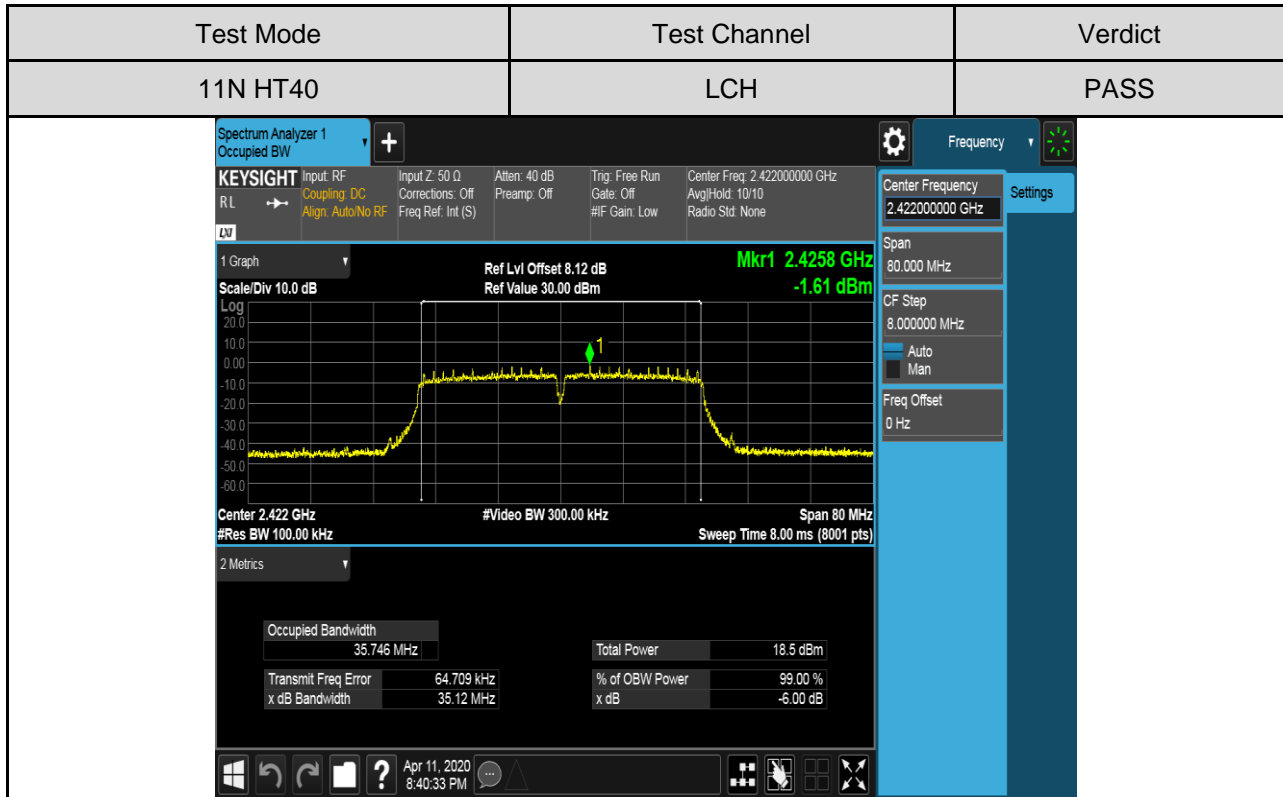 Test Mode Test Channel Verdict
11N HT40 LCH PASS
Spectrum Analyzer 1
Occupied BW
+
Frequency
KEYSIGHT
R L
LXI
Input: RF
Coupling: DC
Align: Auto/No RF
Input Z: 50 Ω
Corrections: Off
Freq Ref: Int (S)
Atten: 40 dB
Preamp: Off
Trig: Free Run
Gate: Off
#IF Gain: Low
Center Freq: 2.422000000 GHz
Avg|Hold: 10/10
Radio Std: None
Center Frequency
2.422000000 GHz
Settings
Span
80.000 MHz
CF Step
8.000000 MHz
Auto
Man
Freq Offset
0 Hz
1 Graph
Scale/Div 10.0 dB
Ref Lvl Offset 8.12 dB
Ref Value 30.00 dBm
Mkr1 2.4258 GHz
-1.61 dBm
Log
20.0
10.0
0.00
-10.0
-20.0
-30.0
-40.0
-50.0
-60.0
1
Center 2.422 GHz #Video BW 300.00 kHz Span 80 MHz
#Res BW 100.00 kHz Sweep Time 8.00 ms (8001 pts)
2 Metrics
Occupied Bandwidth
35.746 MHz
Total Power 18.5 dBm
Transmit Freq Error 64.709 kHz % of OBW Power 99.00 %
x dB Bandwidth 35.12 MHz x dB -6.00 dB
?
Apr 11, 2020
8:40:33 PM